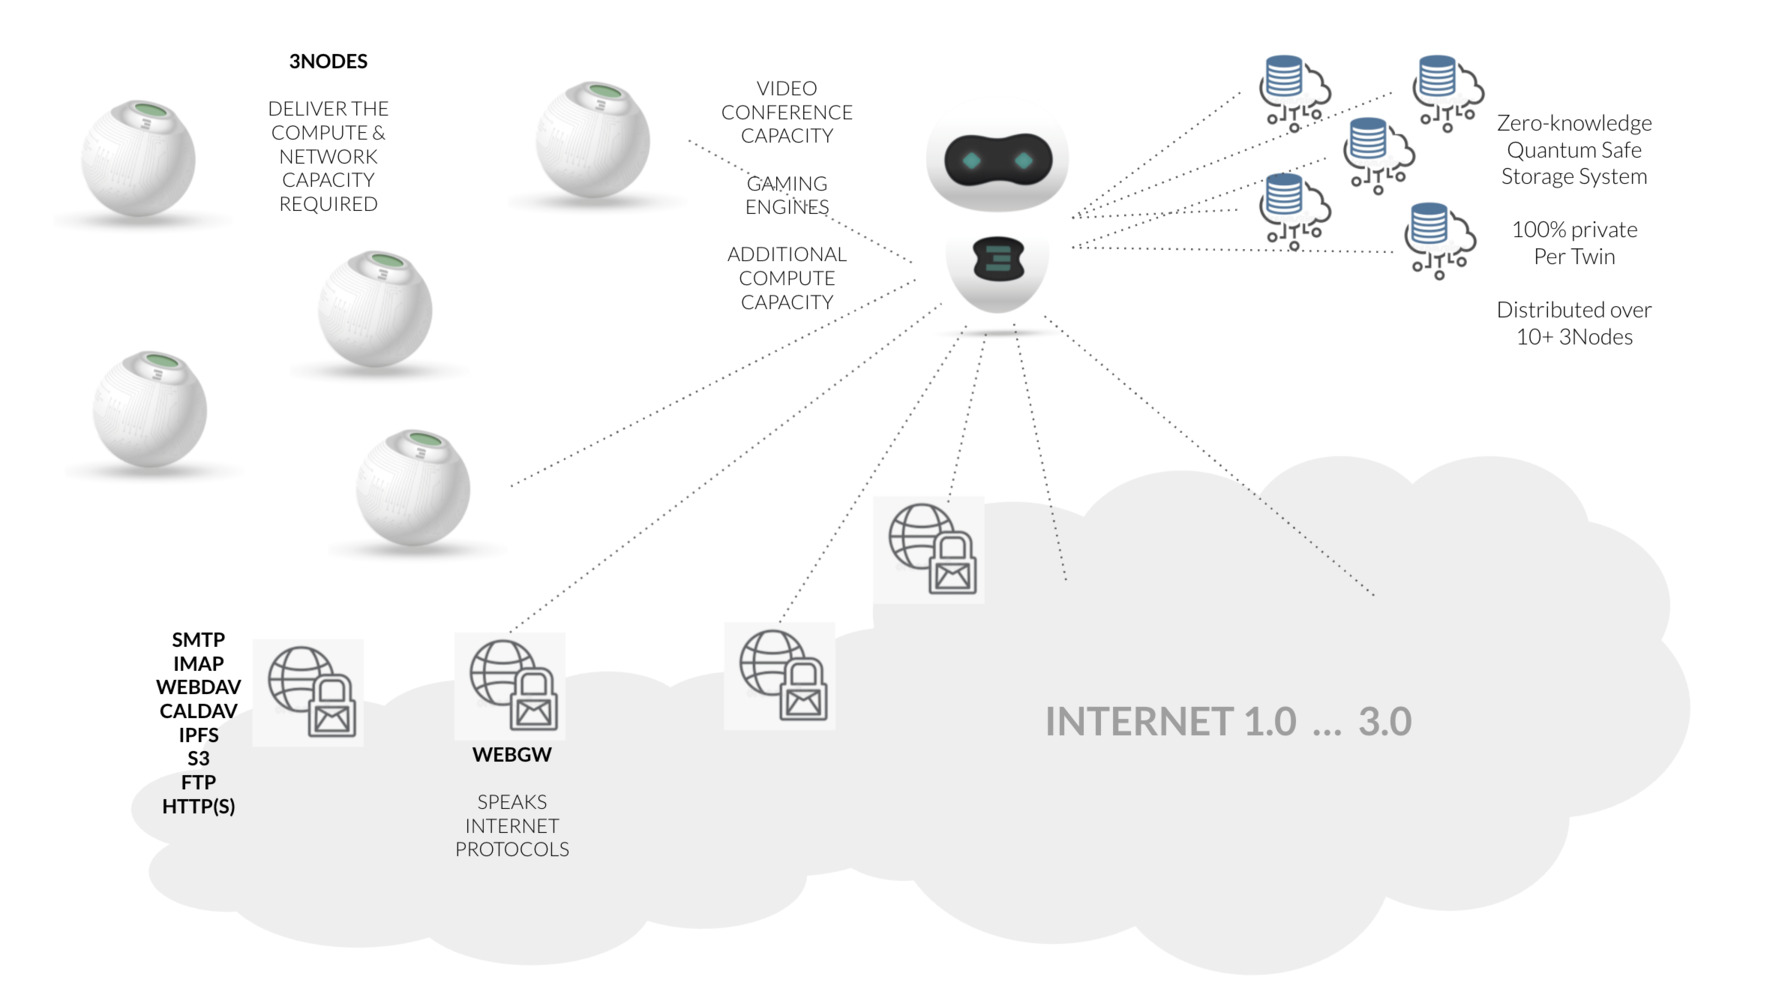 3NODES
DELIVER THE
COMPUTE &
NETWORK
CAPACITY
REQUIRED
VIDEO
CONFERENCE
CAPACITY
GAMING
ENGINES
ADDITIONAL
COMPUTE
CAPACITY
Zero-knowledge
Quantum Safe
Storage System
100% private
Per Twin
Distributed over
10+ 3Nodes
SMTP
IMAP
WEBDAV
CALDAV
IPFS
S3
FTP
HTTP(S)
WEBGW
SPEAKS
INTERNET
PROTOCOLS
INTERNET 1.0 ... 3.0